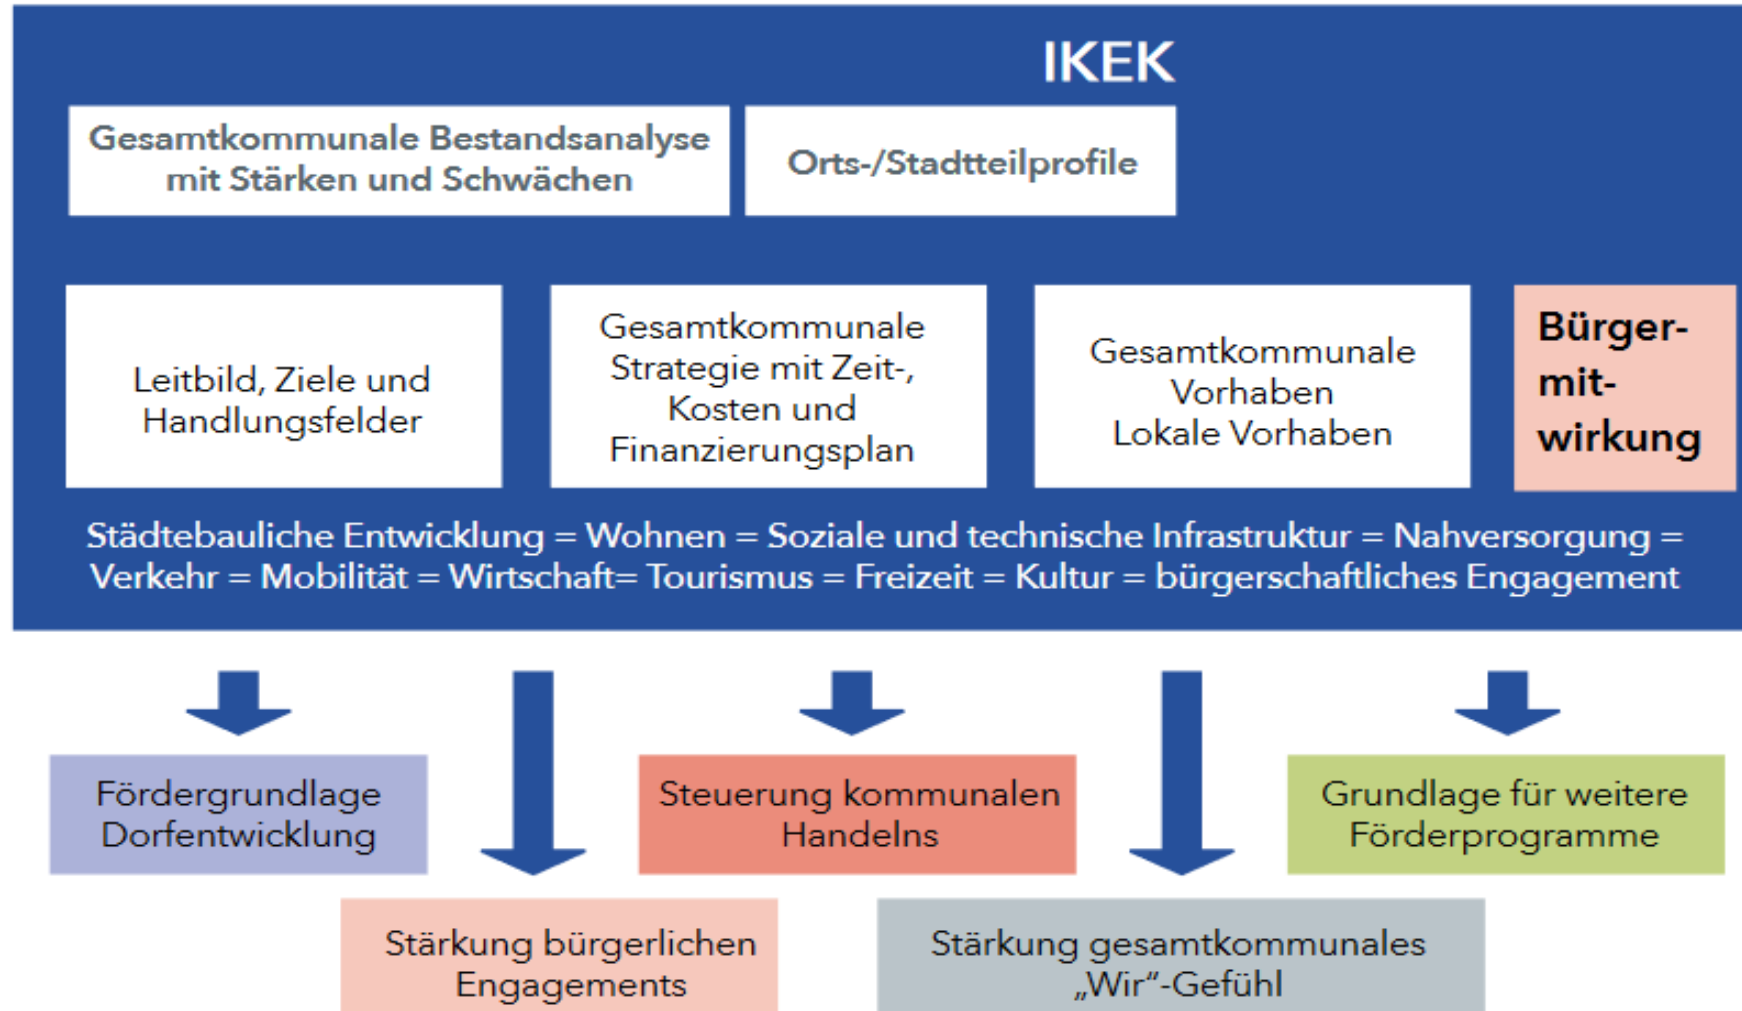 IKEK
Gesamtkommunale Bestandsanalyse
mit Stärken und Schwächen
Orts-/Stadtteilprofile
Leitbild, Ziele und
Handlungsfelder
Gesamtkommunale
Strategie mit Zeit-,
Kosten und
Finanzierungsplan
Gesamtkommunale
Vorhaben
Lokale Vorhaben
Bürger-
mit-
wirkung
Städtebauliche Entwicklung = Wohnen = Soziale und technische Infrastruktur = Nahversorgung =
Verkehr = Mobilität = Wirtschaft= Tourismus = Freizeit = Kultur = bürgerschaftliches Engagement
Fördergrundlage
Dorfentwicklung
Steuerung kommunalen
Handelns
Grundlage für weitere
Förderprogramme
Stärkung bürgerlichen
Engagements
Stärkung gesamtkommunales
„Wir“-Gefühl